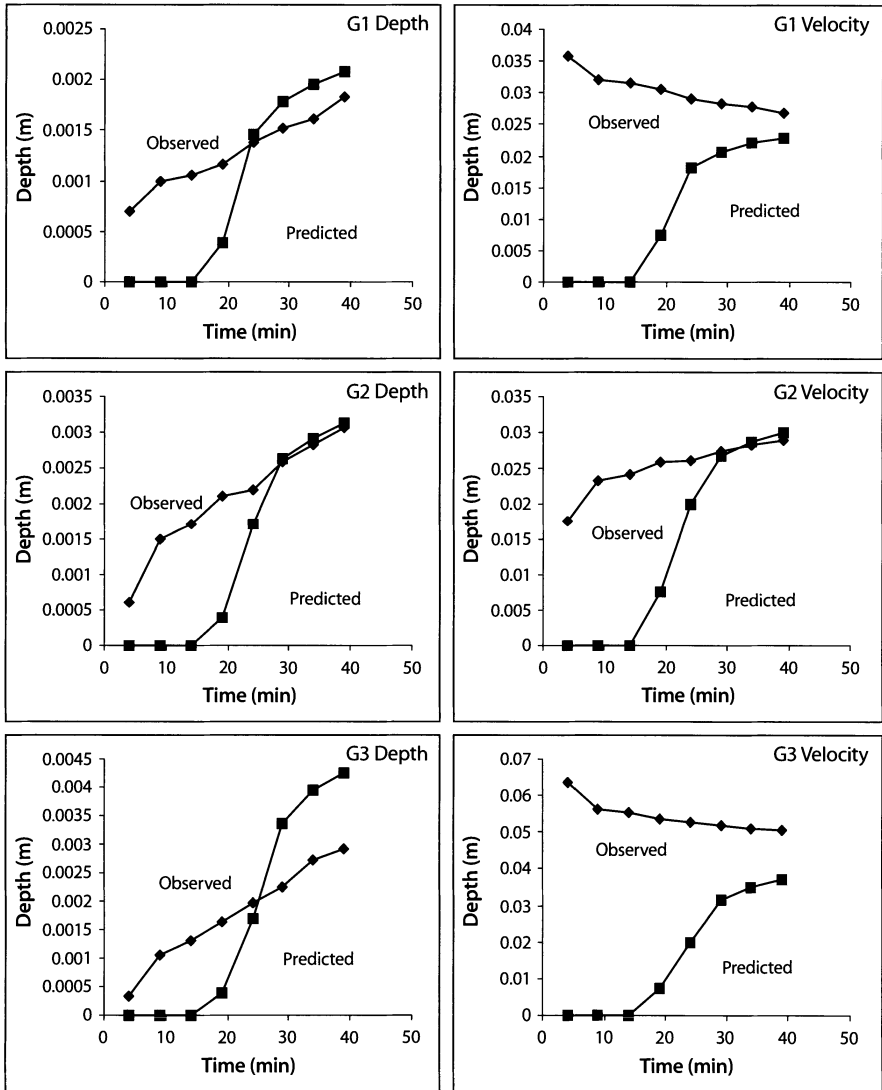 G1 Depth
0.0025
0.002
0.0015
0.001
0.0005
0
Depth (m)
Observed
Predicted
0 10 20 30 40 50
Time (min)
G1 Velocity
0.04
0.035
0.03
0.025
0.02
0.015
0.01
0.005
0
Depth (m)
Observed
Predicted
0 10 20 30 40 50
Time (min)
G2 Depth
0.0035
0.003
0.0025
0.002
0.0015
0.001
0.0005
0
Depth (m)
Observed
Predicted
0 10 20 30 40 50
Time (min)
G2 Velocity
0.035
0.03
0.025
0.02
0.015
0.01
0.005
0
Depth (m)
Observed
Predicted
0 10 20 30 40 50
Time (min)
G3 Depth
0.0045
0.004
0.0035
0.003
0.0025
0.002
0.0015
0.001
0.0005
0
Depth (m)
Observed
Predicted
0 10 20 30 40 50
Time (min)
G3 Velocity
0.07
0.06
0.05
0.04
0.03
0.02
0.01
0
Depth (m)
Observed
Predicted
0 10 20 30 40 50
Time (min)